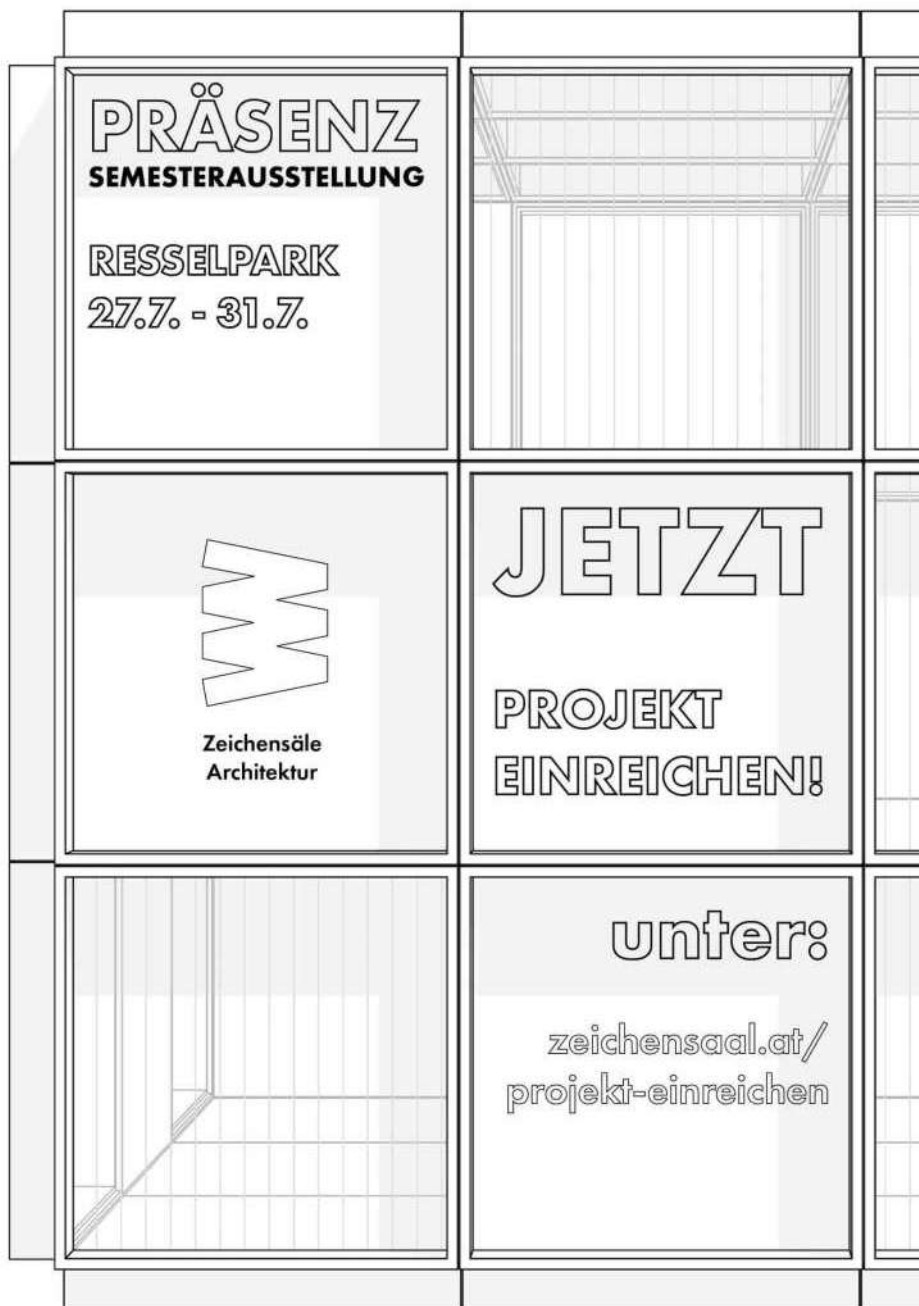 PRÄSENZ
SEMESTERAUSSTELLUNG
RESSELPARK
27.7. - 31.7.
Zeichensäle
Architektur
JETZT
PROJEKT
EINREICHEN!
unter:
zeichensaal.at/
projekt-einreichen